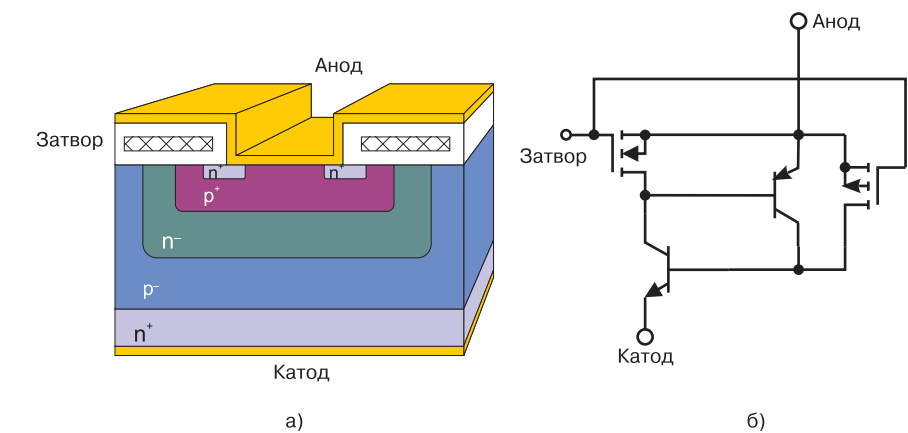 Анод
Затвор
n+
n+
p+
n–
p–
n+
Катод
а)
Анод
Затвор
Катод
б)